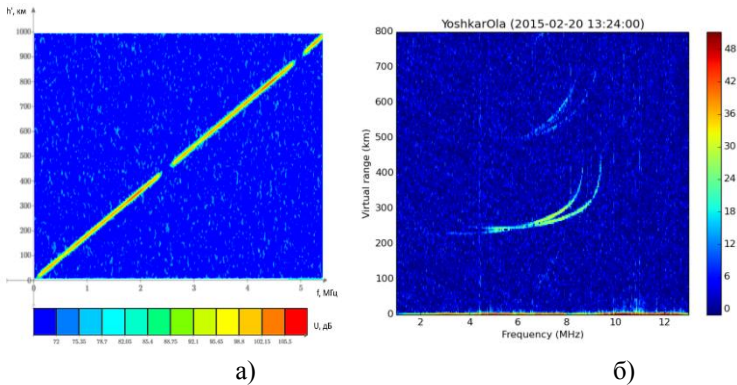 h', км
1000
900
800
700
600
500
400
300
200
100
0
0 1 2 3 4 5
f, МГц
U, дБ
72 75.35 78.7 82.05 85.4 88.75 92.1 95.45 98.8 102.15 105.5
а)
YoshkarOla (2015-02-20 13:24:00)
Virtual range (km)
800
700
600
500
400
300
200
100
0
2 4 6 8 10 12
Frequency (MHz)
48
42
36
30
24
18
12
6
0
б)